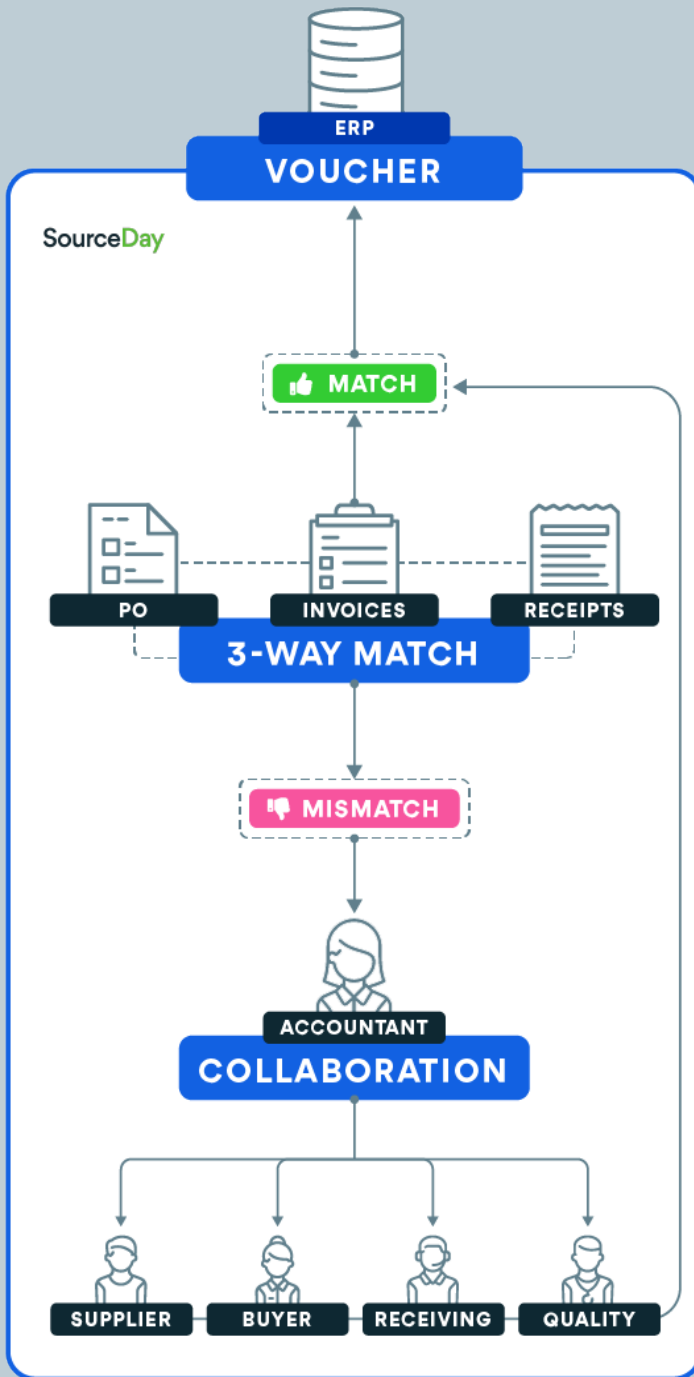 ERP
VOUCHER
SourceDay
MATCH
PO
INVOICES
RECEIPTS
3-WAY MATCH
MISMATCH
ACCOUNTANT
COLLABORATION
SUPPLIER
BUYER
RECEIVING
QUALITY